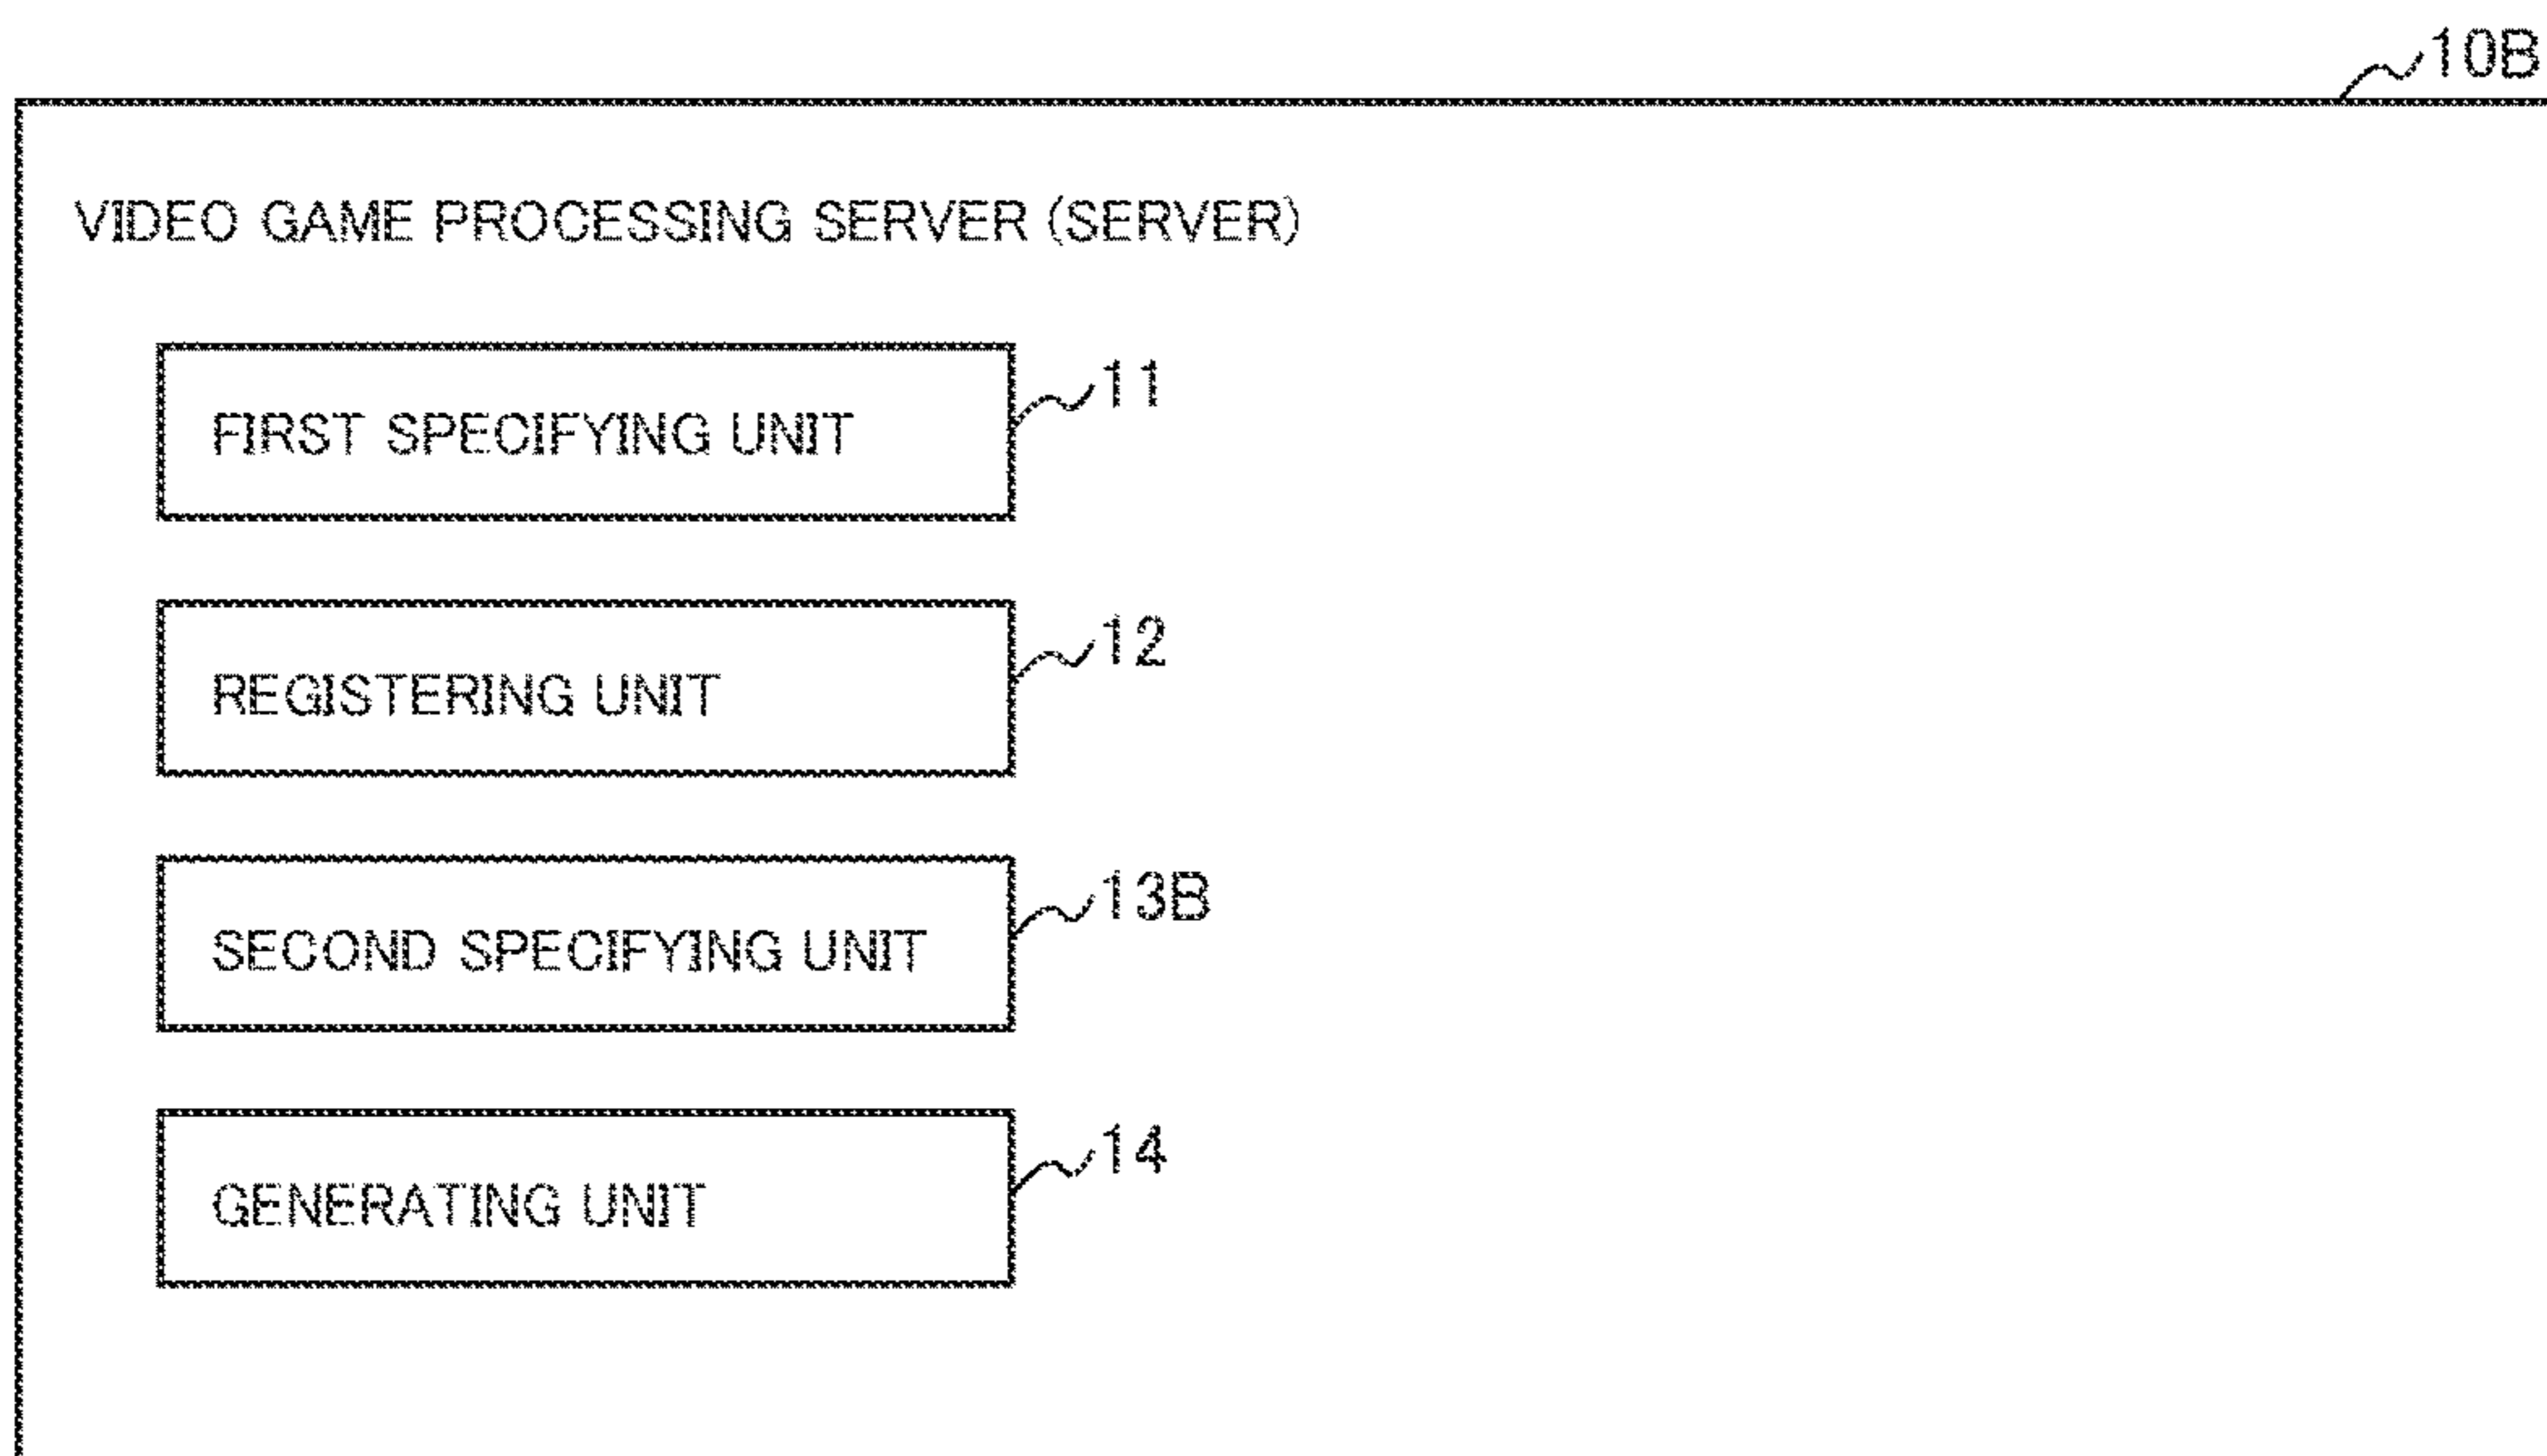 10B
VIDEO GAME PROCESSING SERVER (SERVER)
11
FIRST SPECIFYING UNIT
12
REGISTERING UNIT
13B
SECOND SPECIFYING UNIT
14
GENERATING UNIT